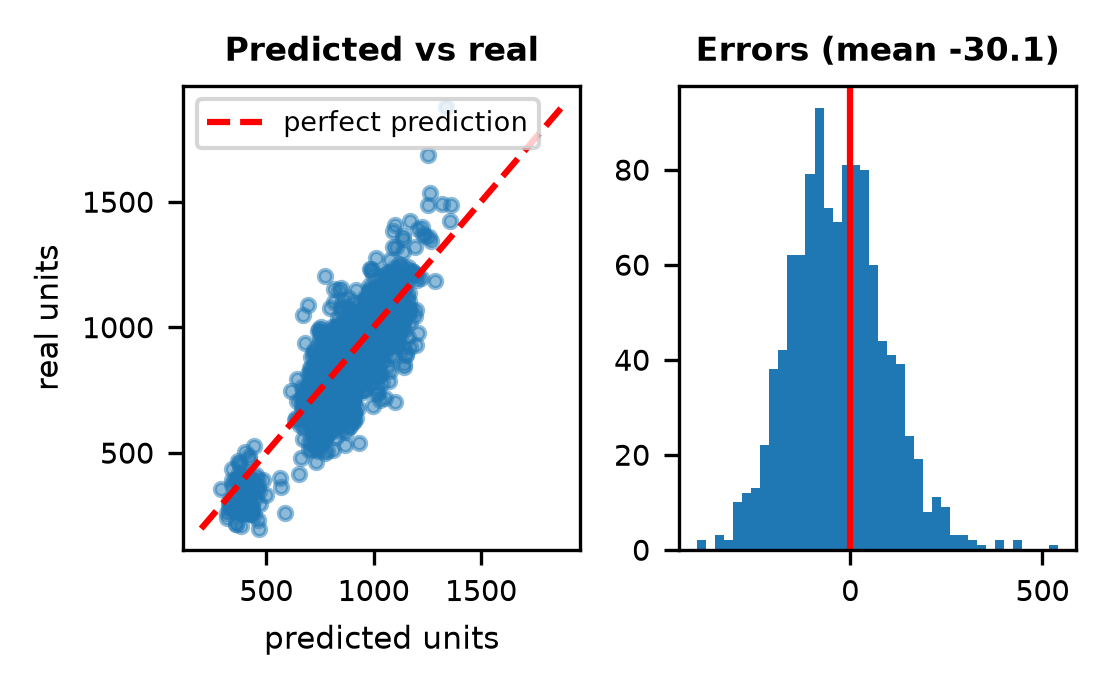 Predicted vs real
perfect prediction
real units
1500
1000
500
500
1000
1500
predicted units
Errors (mean -30.1)
80
60
40
20
0
0
500